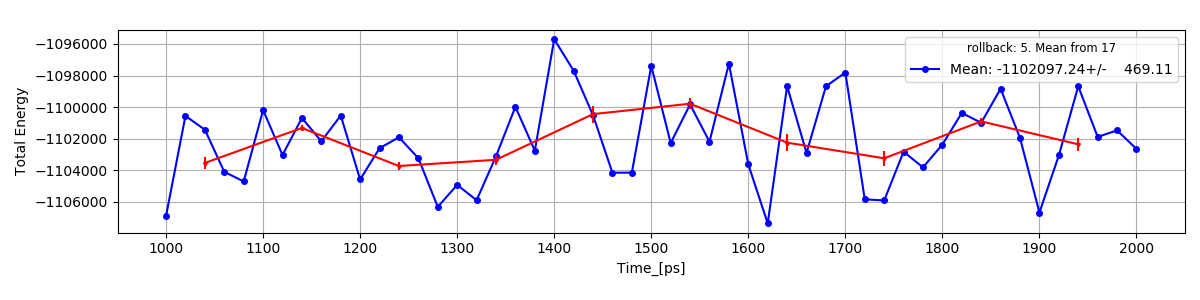 rollback: 5. Mean from 17
Mean: -1102097.24+/- 469.11
Total Energy
−1096000
−1098000
−1100000
−1102000
−1104000
−1106000
1000 1100 1200 1300 1400 1500 1600 1700 1800 1900 2000
Time_[ps]